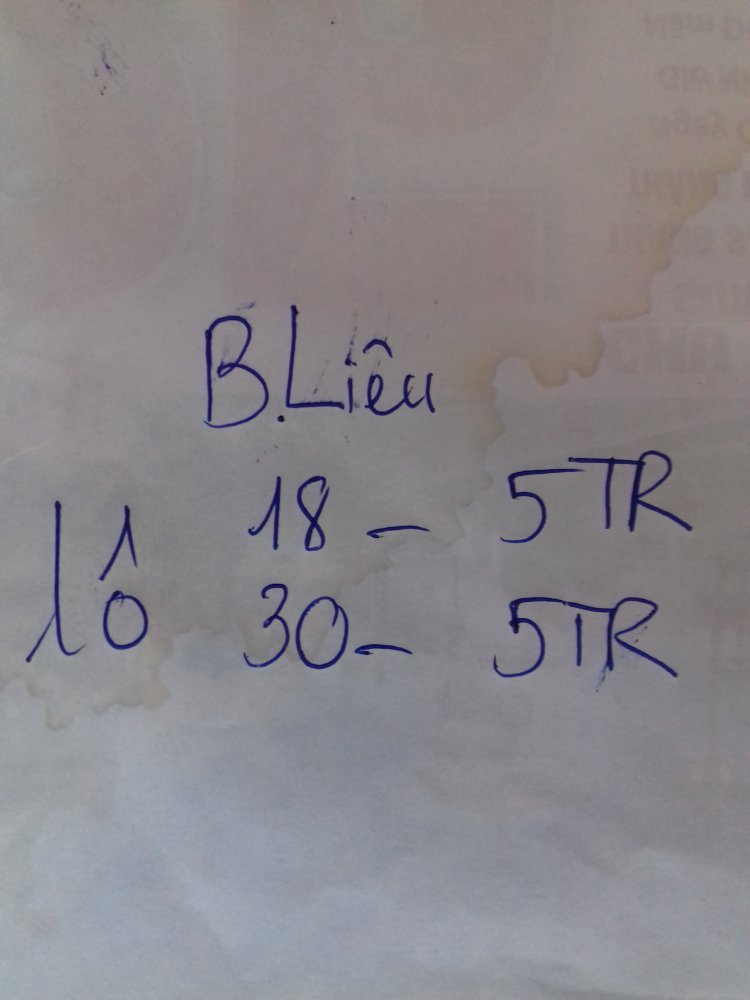 B.Liêu
18 - 5TR
lô
30 - 5TR